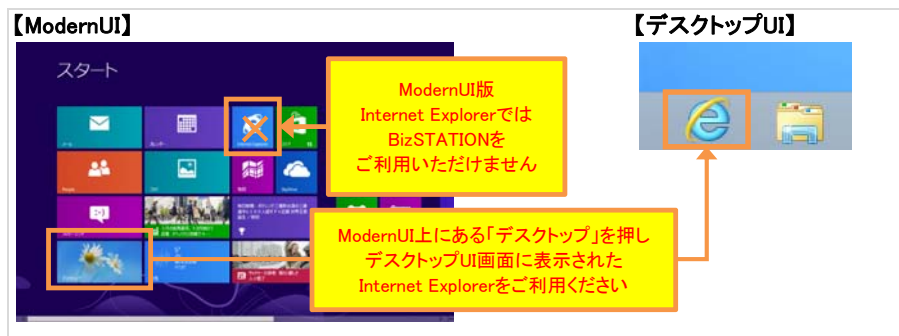 【ModernUI】
【デスクトップUI】
スタート
ModernUI版
Internet Explorerでは
BizSTATIONを
ご利用いただけません
ModernUI上にある「デスクトップ」を押し
デスクトップUI画面に表示された
Internet Explorerをご利用ください